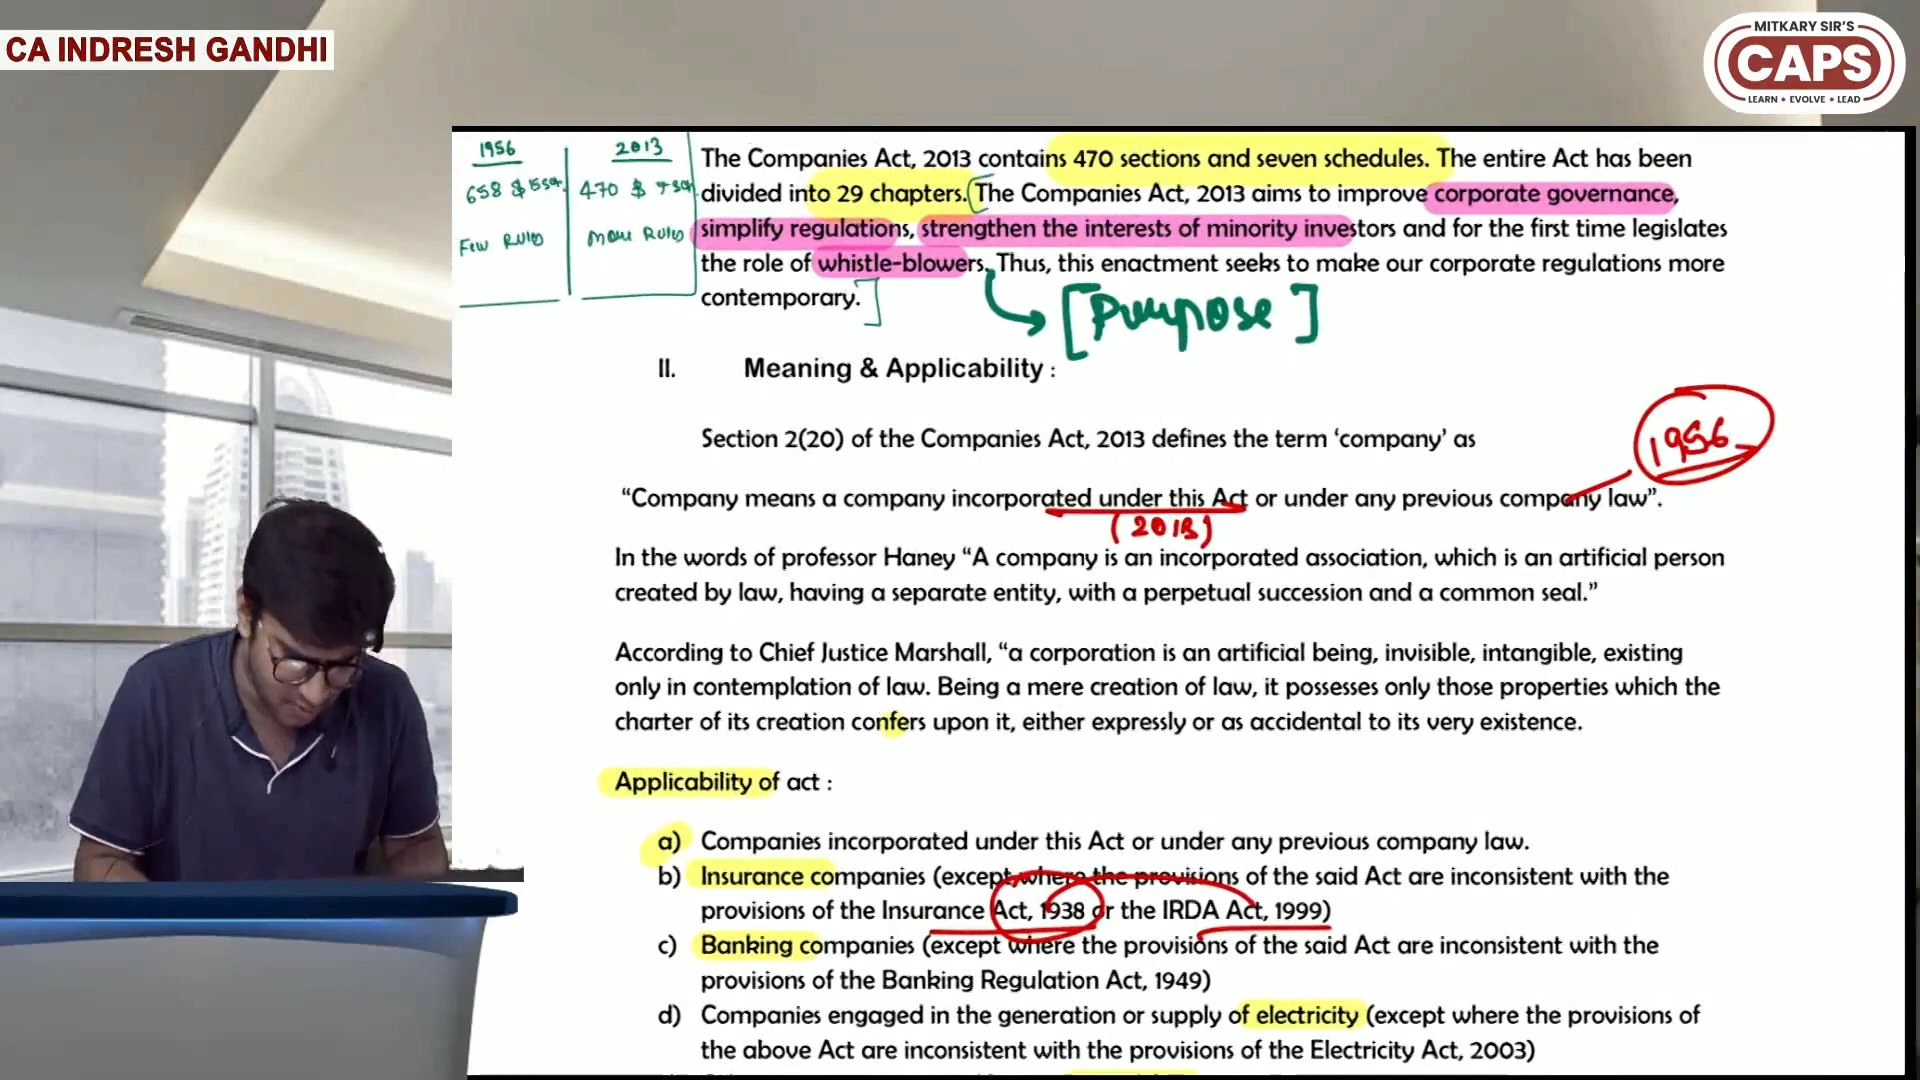 CA INDRESH GANDHI
MITKARY SIR'S
CAPS
LEARN • EVOLVE • LEAD
1956
2013
658 $ 15 sch.
470 $ 7 sch.
Few Rules
More Rules
The Companies Act, 2013 contains 470 sections and seven schedules. The entire Act has been
divided into 29 chapters. The Companies Act, 2013 aims to improve corporate governance,
simplify regulations, strengthen the interests of minority investors and for the first time legislates
the role of whistle-blowers. Thus, this enactment seeks to make our corporate regulations more
contemporary.
[Purpose]
II. Meaning & Applicability :
1956
Section 2(20) of the Companies Act, 2013 defines the term ‘company’ as
“Company means a company incorporated under this Act or under any previous company law”.
(2013)
In the words of professor Haney “A company is an incorporated association, which is an artificial person
created by law, having a separate entity, with a perpetual succession and a common seal.”
According to Chief Justice Marshall, “a corporation is an artificial being, invisible, intangible, existing
only in contemplation of law. Being a mere creation of law, it possesses only those properties which the
charter of its creation confers upon it, either expressly or as accidental to its very existence.
Applicability of act :
a) Companies incorporated under this Act or under any previous company law.
b) Insurance companies (except where the provisions of the said Act are inconsistent with the
provisions of the Insurance Act, 1938 or the IRDA Act, 1999)
c) Banking companies (except where the provisions of the said Act are inconsistent with the
provisions of the Banking Regulation Act, 1949)
d) Companies engaged in the generation or supply of electricity (except where the provisions of
the above Act are inconsistent with the provisions of the Electricity Act, 2003)